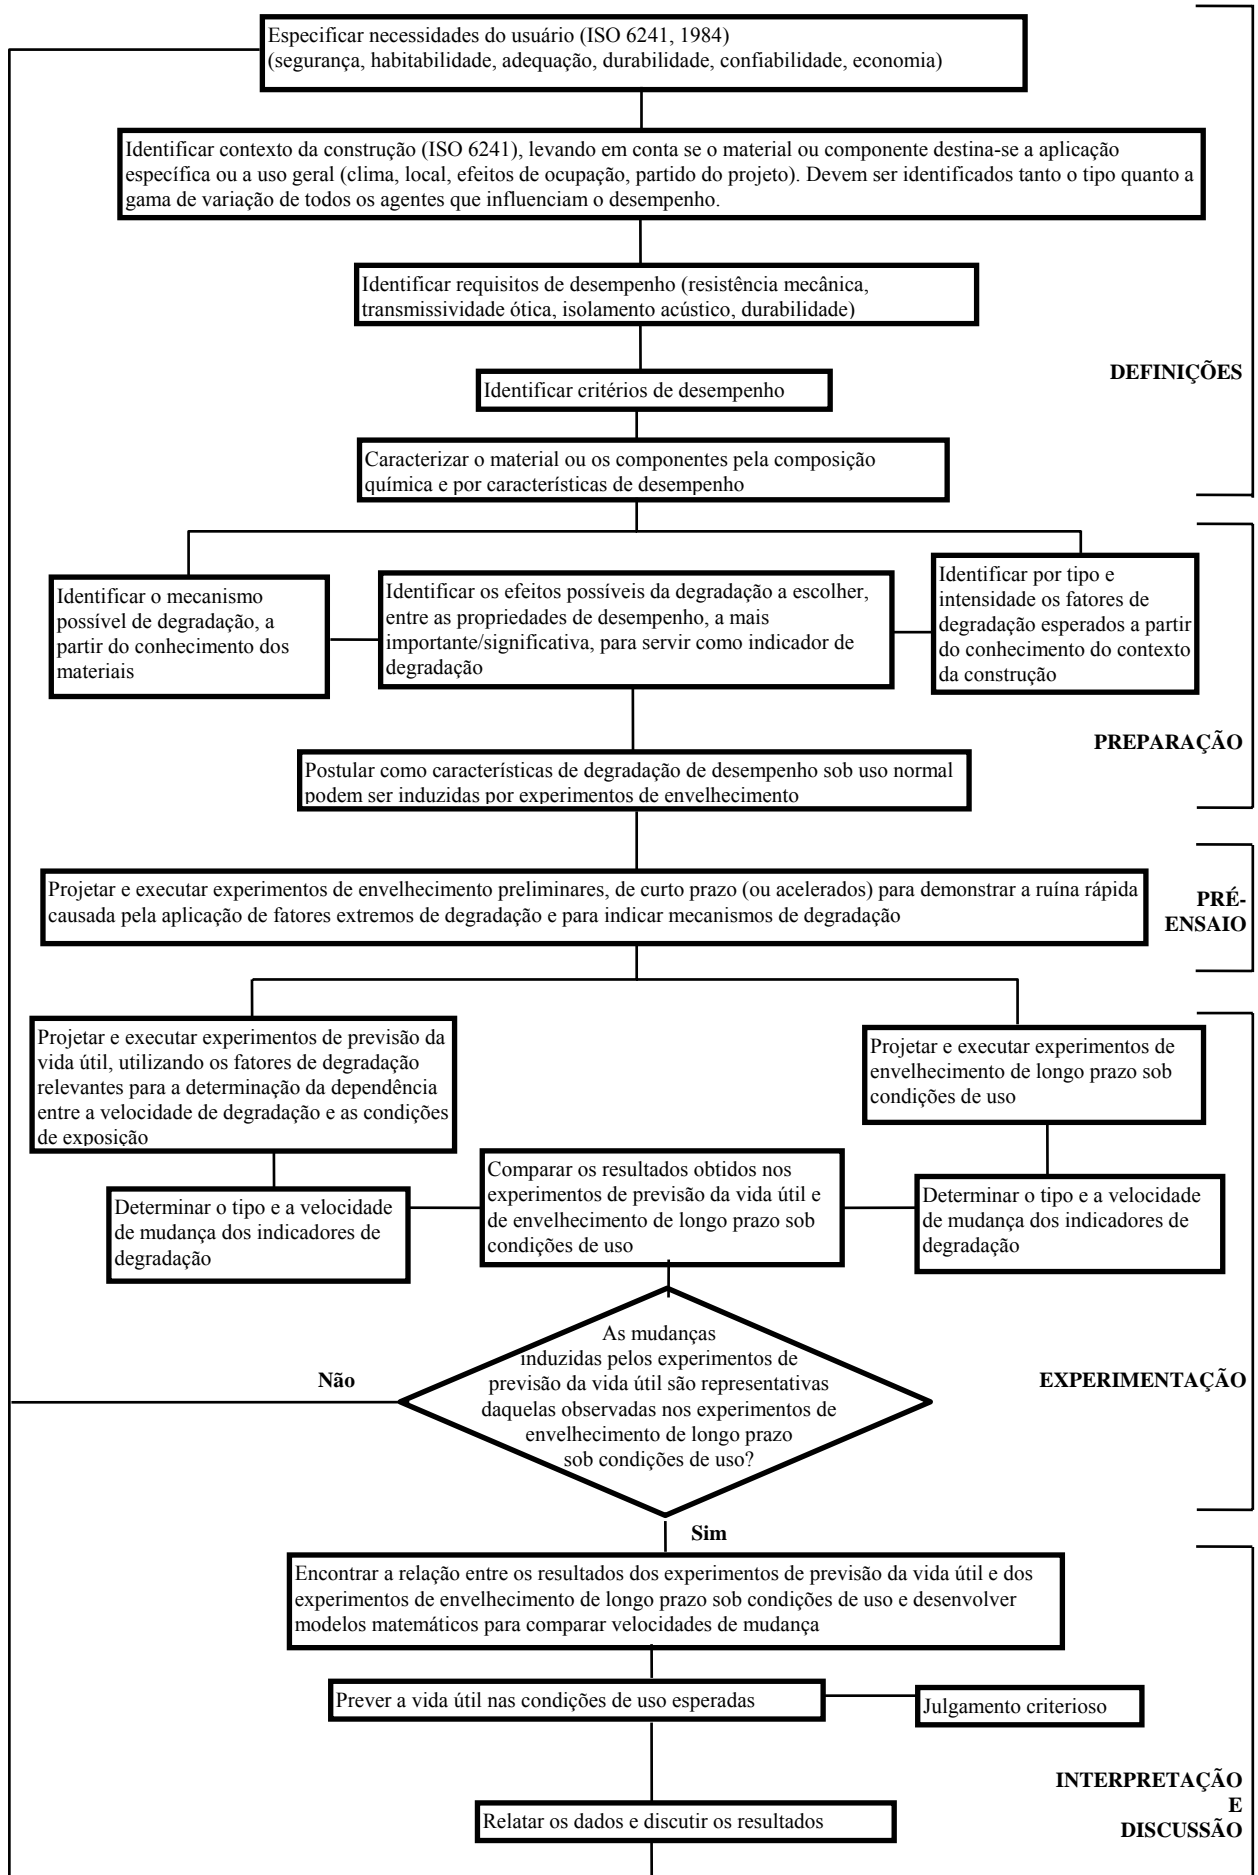 Especificar necessidades do usuário (ISO 6241, 1984)
(segurança, habitabilidade, adequação, durabilidade, confiabilidade, economia)
Identificar contexto da construção (ISO 6241), levando em conta se o material ou componente destina-se a aplicação
específica ou a uso geral (clima, local, efeitos de ocupação, partido do projeto). Devem ser identificados tanto o tipo quanto a
gama de variação de todos os agentes que influenciam o desempenho.
Identificar requisitos de desempenho (resistência mecânica,
transmissividade ótica, isolamento acústico, durabilidade)
DEFINIÇÕES
Identificar critérios de desempenho
Caracterizar o material ou os componentes pela composição
química e por características de desempenho
Identificar o mecanismo
possível de degradação, a
partir do conhecimento dos
materiais
Identificar os efeitos possíveis da degradação a escolher,
entre as propriedades de desempenho, a mais
importante/significativa, para servir como indicador de
degradação
Identificar por tipo e
intensidade os fatores de
degradação esperados a partir
do conhecimento do contexto
da construção
PREPARAÇÃO
Postular como características de degradação de desempenho sob uso normal
podem ser induzidas por experimentos de envelhecimento
Projetar e executar experimentos de envelhecimento preliminares, de curto prazo (ou acelerados) para demonstrar a ruína rápida
causada pela aplicação de fatores extremos de degradação e para indicar mecanismos de degradação
PRÉ-
ENSAIO
Projetar e executar experimentos de previsão da
vida útil, utilizando os fatores de degradação
relevantes para a determinação da dependência
entre a velocidade de degradação e as condições
de exposição
Projetar e executar experimentos de
envelhecimento de longo prazo sob
condições de uso
Determinar o tipo e a velocidade
de mudança dos indicadores de
degradação
Comparar os resultados obtidos nos
experimentos de previsão da vida útil e
de envelhecimento de longo prazo sob
condições de uso
Determinar o tipo e a velocidade
de mudança dos indicadores de
degradação
As mudanças
induzidas pelos experimentos de
previsão da vida útil são representativas
daquelas observadas nos experimentos de
envelhecimento de longo prazo
sob condições de uso?
Não
EXPERIMENTAÇÃO
Sim
Encontrar a relação entre os resultados dos experimentos de previsão da vida útil e dos
experimentos de envelhecimento de longo prazo sob condições de uso e desenvolver
modelos matemáticos para comparar velocidades de mudança
Prever a vida útil nas condições de uso esperadas
Julgamento criterioso
INTERPRETAÇÃO
E
DISCUSSÃO
Relatar os dados e discutir os resultados